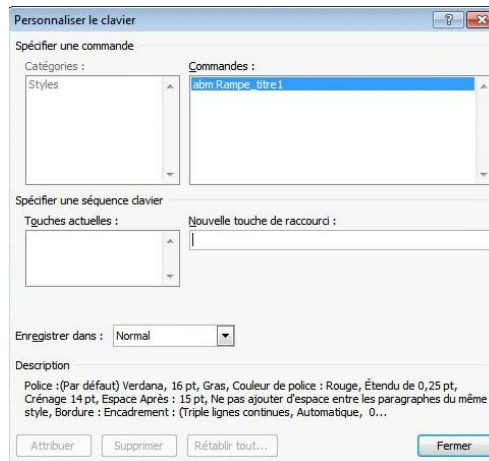 Personnaliser le clavier
Spécifier une commande
Catégories : Commandes :
Styles abm Rampe_titre1
Spécifier une séquence clavier
Touches actuelles : Nouvelle touche de raccourci :
Enregistrer dans : Normal
Description
Police :(Par défaut) Verdana, 16 pt, Gras, Couleur de police : Rouge, Étendu de 0,25 pt,
Crénage 14 pt, Espace Après : 15 pt, Ne pas ajouter d'espace entre les paragraphes du même
style, Bordure : Encadrement : (Triple lignes continues, Automatique, 0...
Attribuer Supprimer Rétablir tout... Fermer